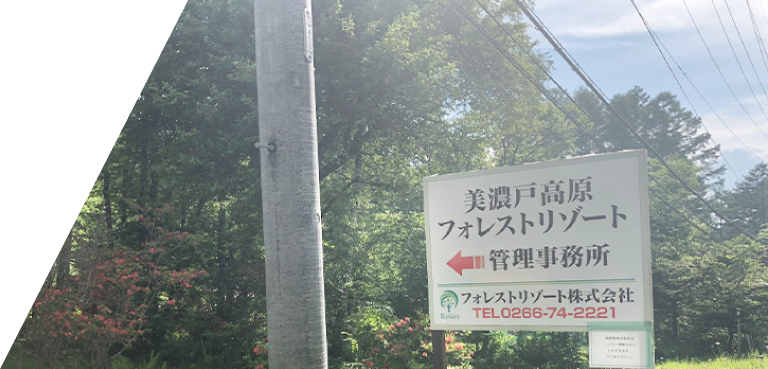 美濃戸高原
フォレストリゾート
管理事務所
フォレストリゾート株式会社
TEL0266-74-2221